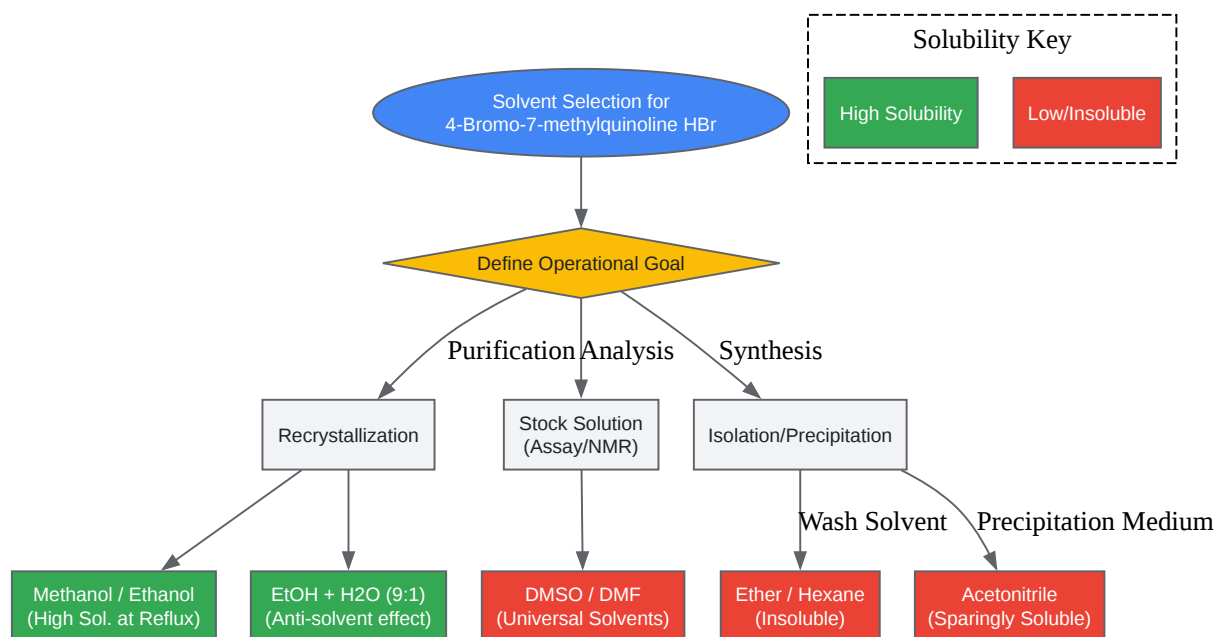 Solubility Key
High Solubility
Low/Insoluble
Solvent Selection for
4-Bromo-7-methylquinoline HBr
Define Operational Goal
Purification
Analysis
Synthesis
Recrystallization
Stock Solution
(Assay/NMR)
Isolation/Precipitation
Wash Solvent
Precipitation Medium
Methanol / Ethanol
(High Sol. at Reflux)
EtOH + H2O (9:1)
(Anti-solvent effect)
DMSO / DMF
(Universal Solvents)
Ether / Hexane
(Insoluble)
Acetonitrile
(Sparingly Soluble)